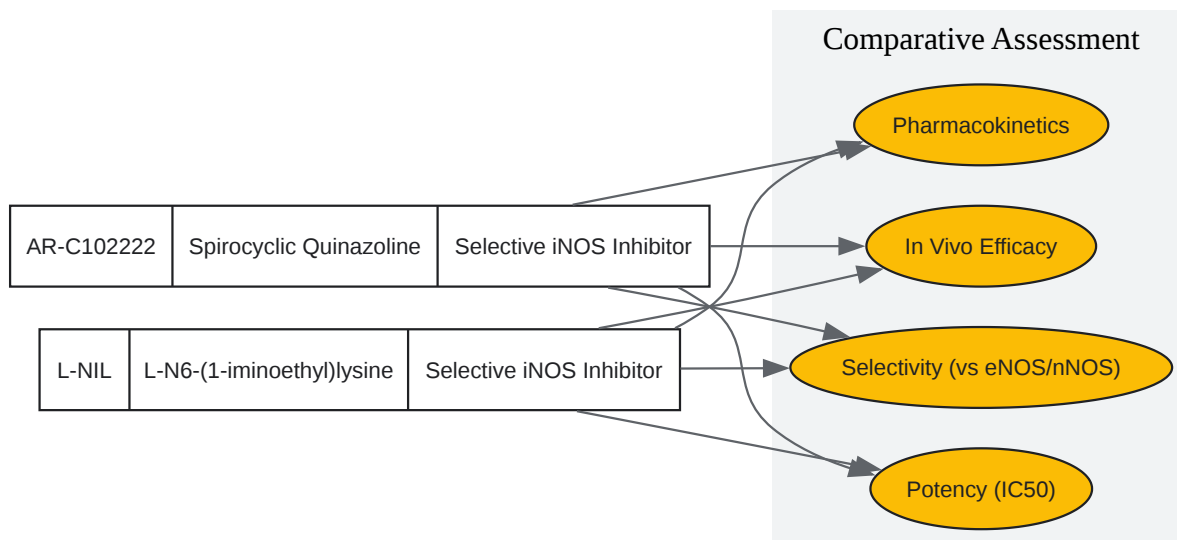 Comparative Assessment
Pharmacokinetics
AR-C102222 Spirocyclic Quinazoline Selective iNOS Inhibitor
In Vivo Efficacy
L-NIL L-N6-(1-iminoethyl)lysine Selective iNOS Inhibitor
Selectivity (vs eNOS/nNOS)
Potency (IC50)